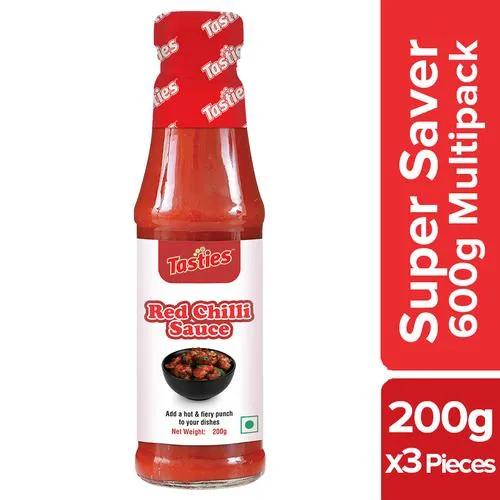 Tasties
Tasties
Tasties
Tasties
Tasties
Red Chilli
Sauce
Add a hot & fiery punch
to your dishes
Net Weight: 200g
Super Saver
600g Multipack
200g
x3 Pieces